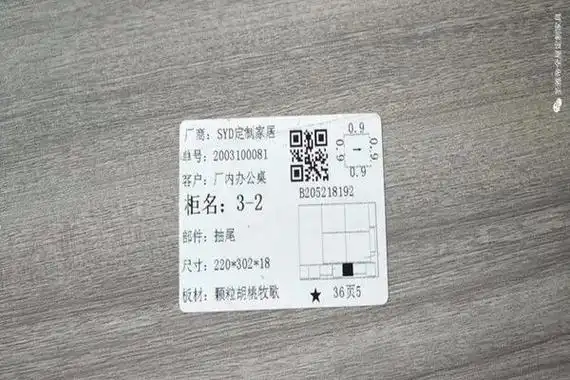 厂商：SYD定制家居
单号：2003100081
客户：厂内办公桌
柜名：3-2
部件：抽尾
尺寸：220*302*18
板材：颗粒胡桃牧歌
0.9
0.9
0.9
0.9
B205218192
★ 36页5